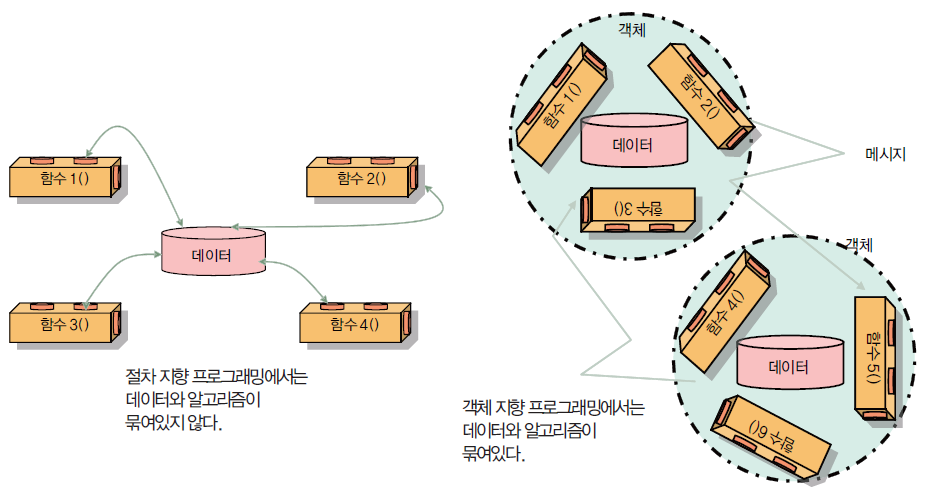 함수 1()
함수 2()
데이터
함수 3()
함수 4()
절차 지향 프로그래밍에서는
데이터와 알고리즘이
묶여있지 않다.
객체
함수 1()
함수 2()
데이터
함수 3()
메시지
객체
함수 4()
함수 5()
데이터
함수 6()
객체 지향 프로그래밍에서는
데이터와 알고리즘이
묶여있다.